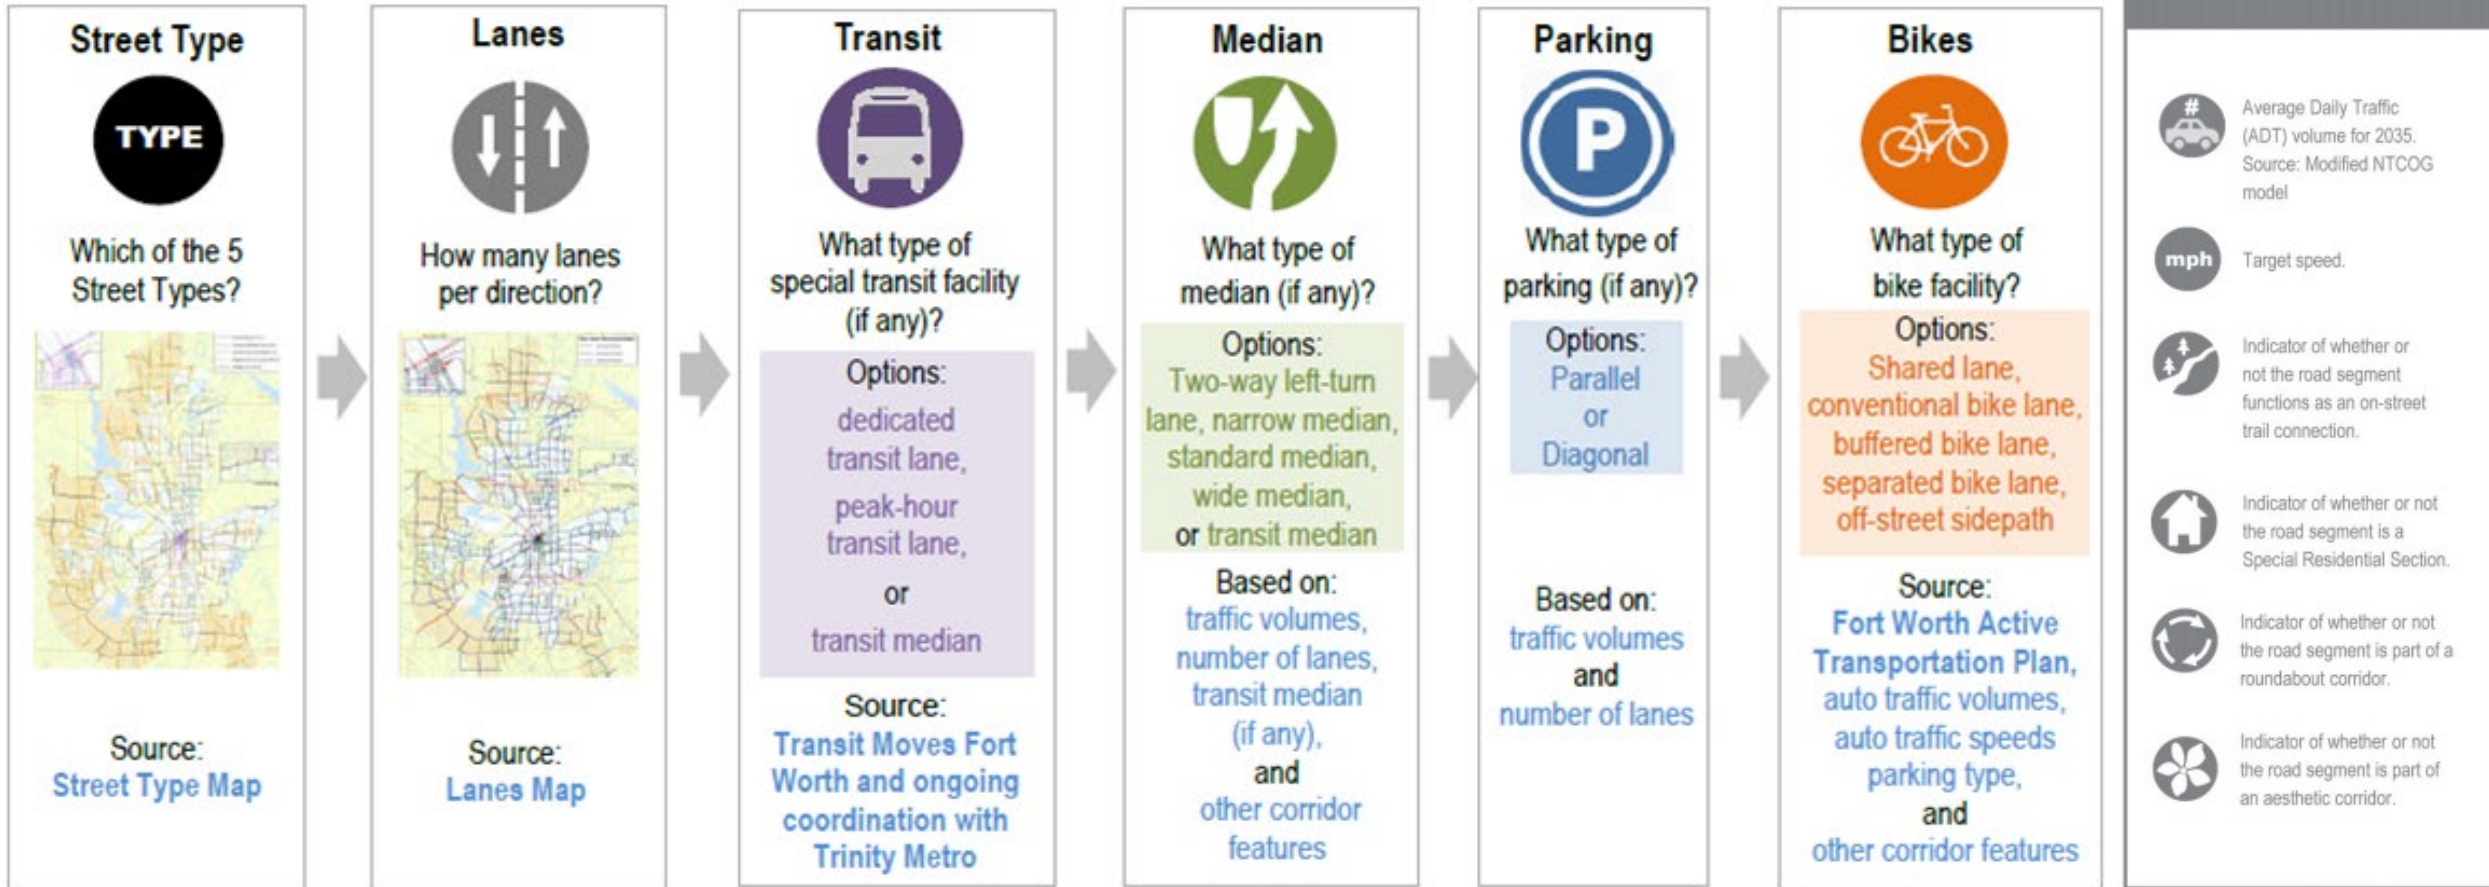 Street Type
TYPE
Which of the 5
Street Types?
Source:
Street Type Map
Lanes
How many lanes
per direction?
Source:
Lanes Map
Transit
What type of
special transit facility
(if any)?
Options:
dedicated
transit lane,
peak-hour
transit lane,
or
transit median
Source:
Transit Moves Fort
Worth and ongoing
coordination with
Trinity Metro
Median
What type of
median (if any)?
Options:
Two-way left-turn
lane, narrow median,
standard median,
wide median,
or transit median
Based on:
traffic volumes,
number of lanes,
transit median
(if any),
and
other corridor
features
Parking
P
What type of
parking (if any)?
Options:
Parallel
or
Diagonal
Based on:
traffic volumes
and
number of lanes
Bikes
What type of
bike facility?
Options:
Shared lane,
conventional bike lane,
buffered bike lane,
separated bike lane,
off-street sidepath
Source:
Fort Worth Active
Transportation Plan,
auto traffic volumes,
auto traffic speeds
parking type,
and
other corridor features
#
Average Daily Traffic
(ADT) volume for 2035.
Source: Modified NTCOG
model
mph
Target speed.
Indicator of whether or
not the road segment
functions as an on-street
trail connection.
Indicator of whether or not
the road segment is a
Special Residential Section.
Indicator of whether or not
the road segment is part of a
roundabout corridor.
Indicator of whether or not
the road segment is part of
an aesthetic corridor.